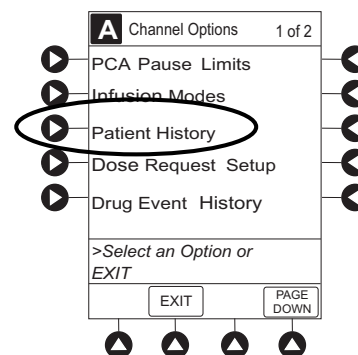 A Channel Options 1 of 2
PCA Pause Limits
Infusion Modes
Patient History
Dose Request Setup
Drug Event History
>Select an Option or
EXIT
EXIT
PAGE
DOWN